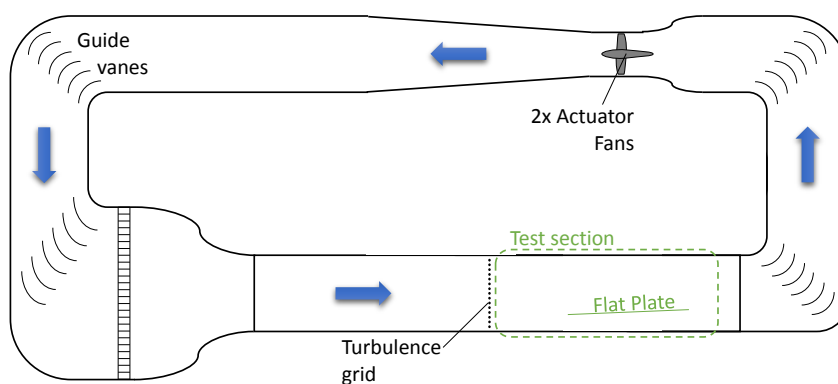 Guide
vanes
2x Actuator
Fans
Test section
Flat Plate
Turbulence
grid